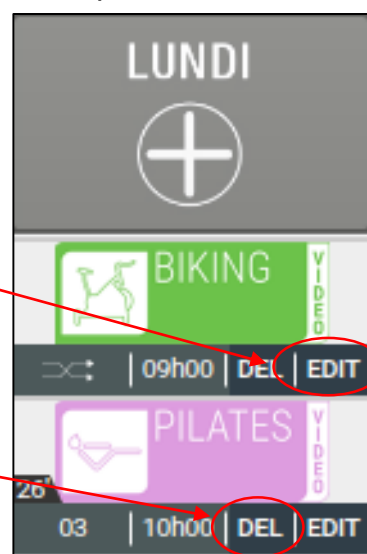 LUNDI
BIKING
VIDEO
09h00 | DEL | EDIT
PILATES
VIDEO
26'
03 | 10h00 | DEL | EDIT